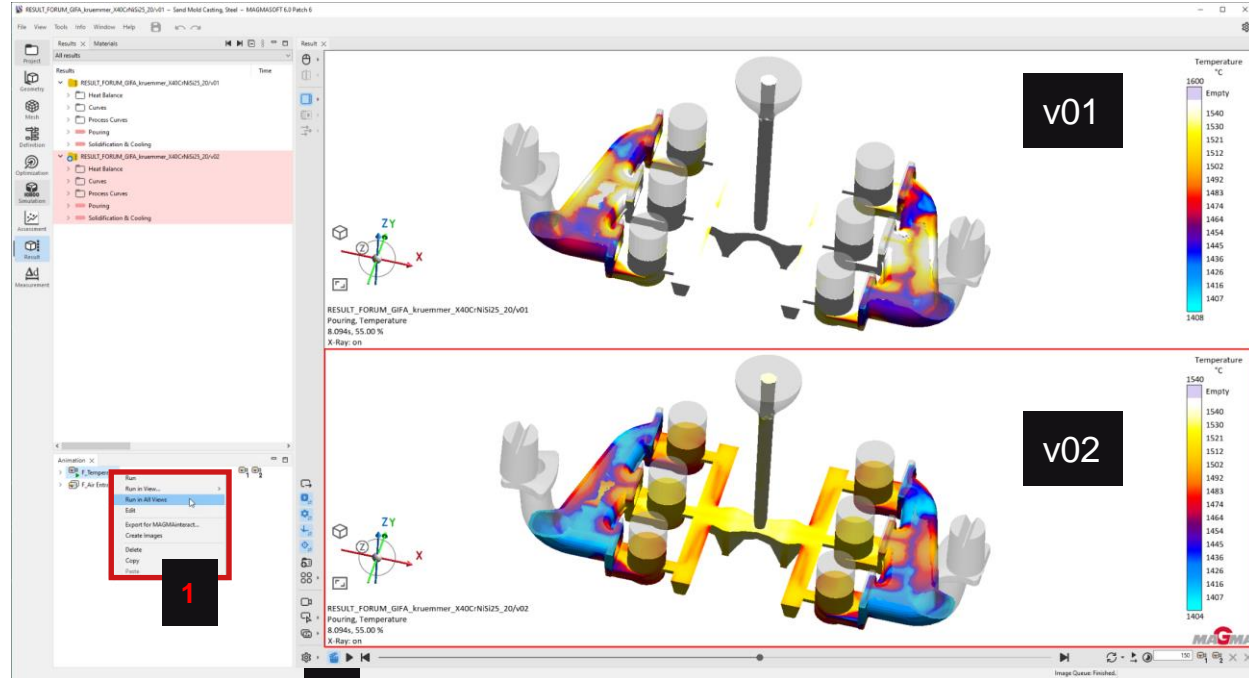 RESULT_FORUM_GIFA_kruemmer_X40CrNiSi25_20/v01 – Sand Mold Casting, Steel – MAGMASOFT 6.0 Patch 6
File View Tools Info Window Help
Project
Geometry
Mesh
Definition
Optimization
Simulation
Assessment
Result
Measurement
Results Materials
All results
Results Time
RESULT_FORUM_GIFA_kruemmer_X40CrNiSi25_20/v01
Heat Balance
Curves
Process Curves
Pouring
Solidification & Cooling
RESULT_FORUM_GIFA_kruemmer_X40CrNiSi25_20/v02
Heat Balance
Curves
Process Curves
Pouring
Solidification & Cooling
Animation
F_Tempera
F_Air Entra
Run
Run in View...
Run in All Views
Edit
Export for MAGMAinteract...
Create Images
Delete
Copy
Paste
1
Result
v01
Temperature
°C
1600
Empty
1540
1530
1521
1512
1502
1492
1483
1474
1464
1454
1445
1436
1426
1416
1407
1408
ZY
X
RESULT_FORUM_GIFA_kruemmer_X40CrNiSi25_20/v01
Pouring, Temperature
8.094s, 55.00 %
X-Ray: on
v02
Temperature
°C
1540
Empty
1540
1530
1521
1512
1502
1492
1483
1474
1464
1454
1445
1436
1426
1416
1407
1404
ZY
X
RESULT_FORUM_GIFA_kruemmer_X40CrNiSi25_20/v02
Pouring, Temperature
8.094s, 55.00 %
X-Ray: on
MAGMA
150
Image Queue: Finished.